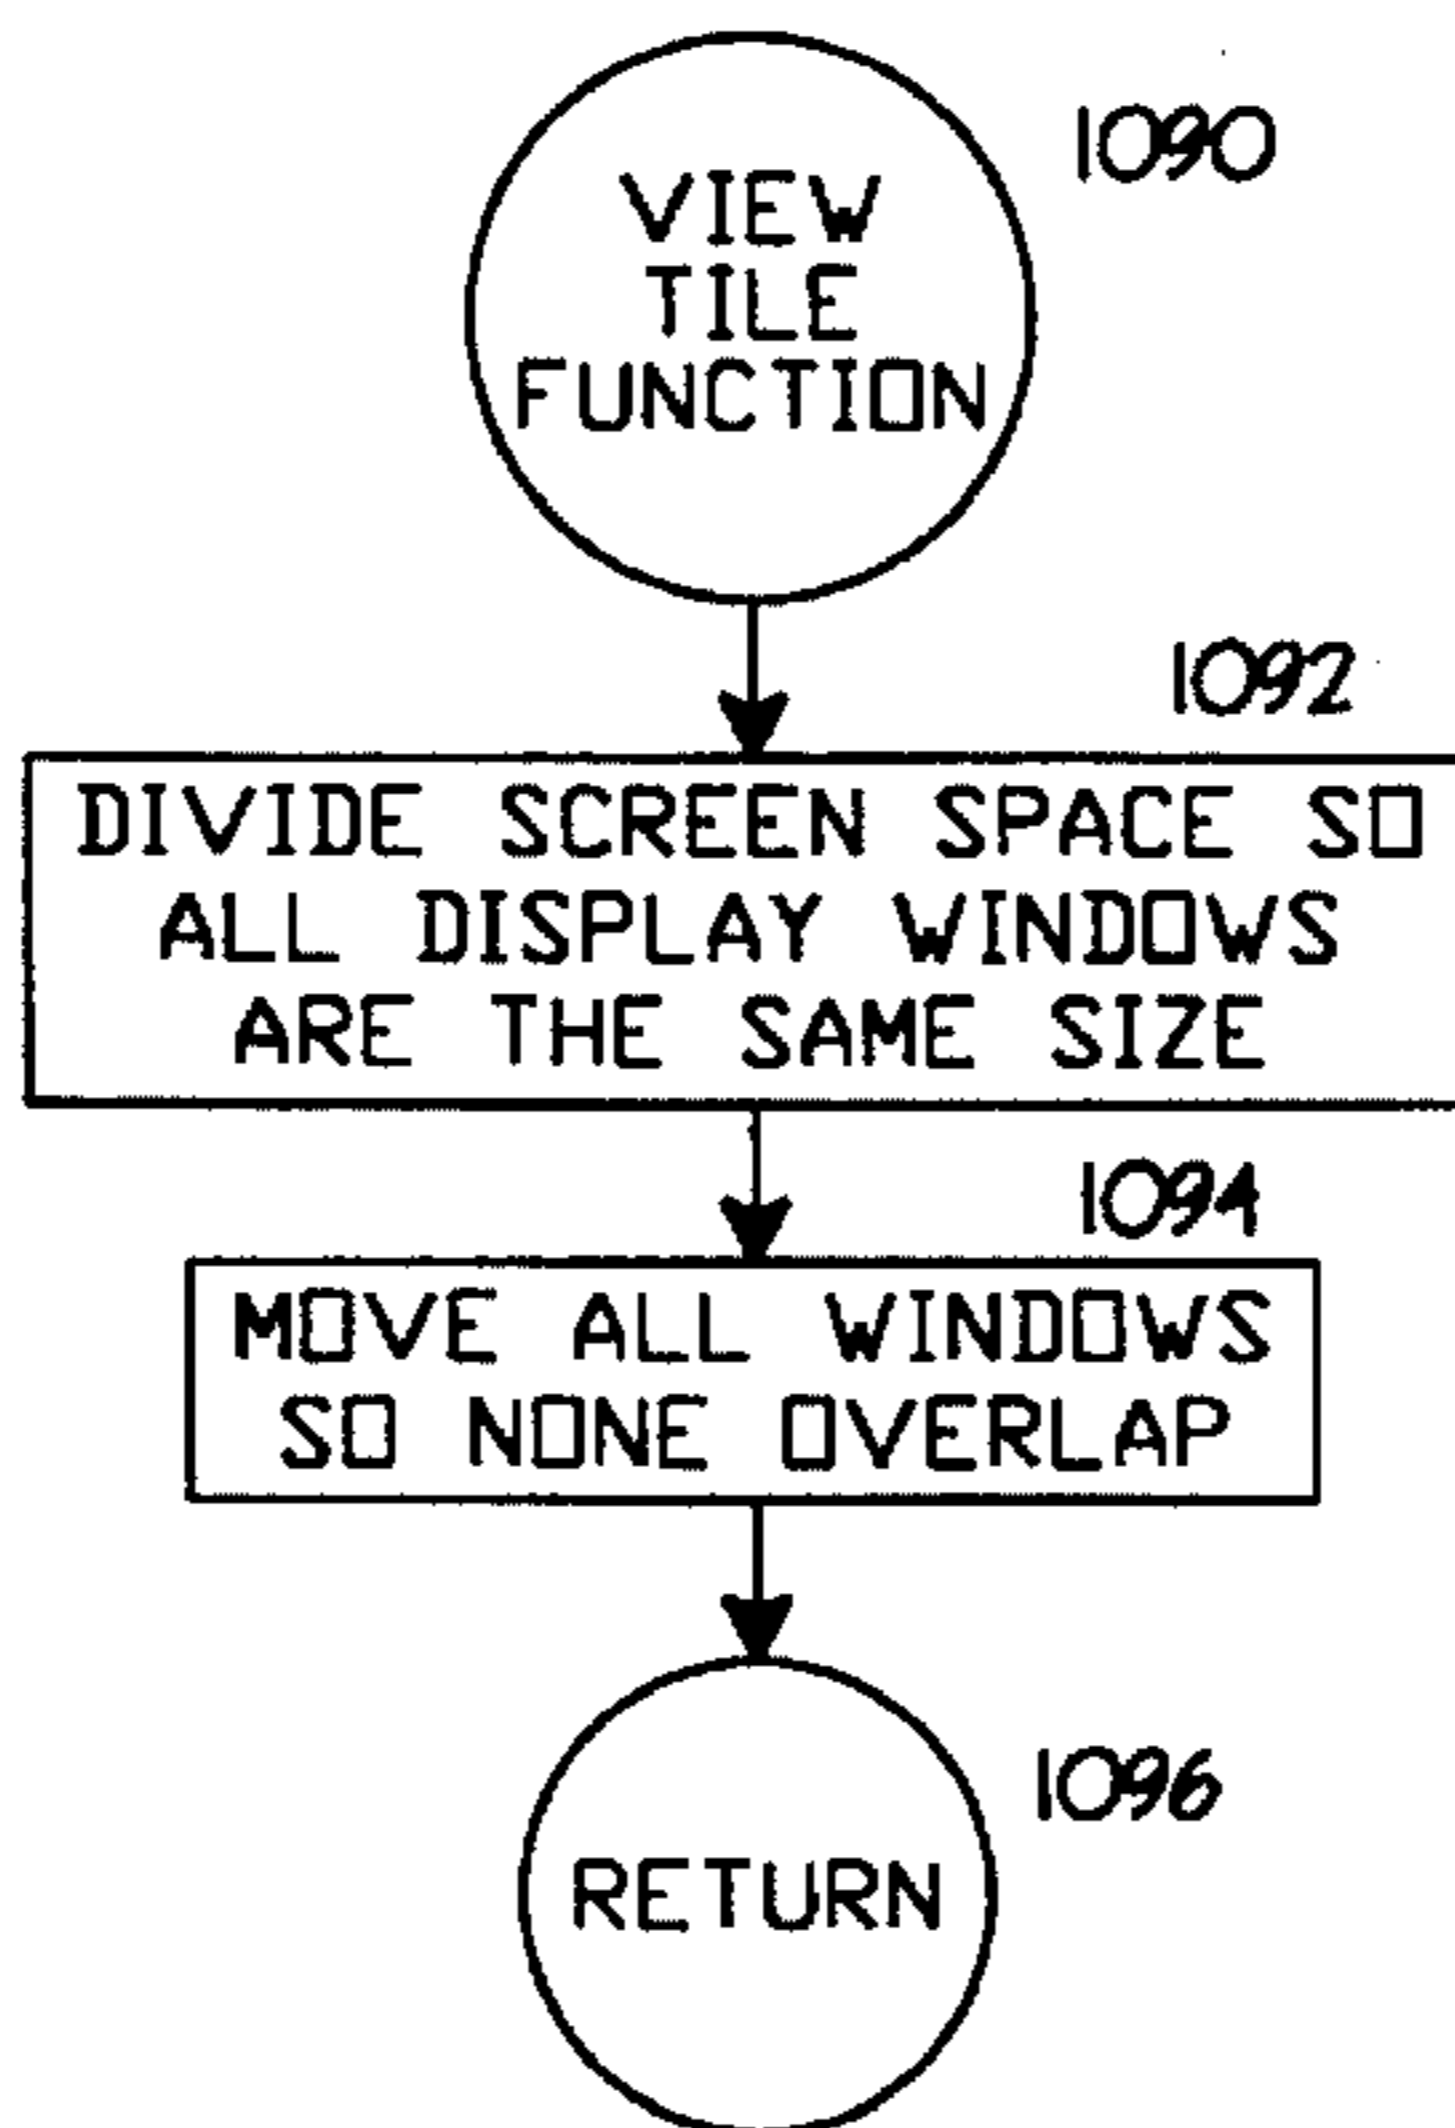 1090
VIEW
TILE
FUNCTION
1092
DIVIDE SCREEN SPACE SO
ALL DISPLAY WINDOWS
ARE THE SAME SIZE
1094
MOVE ALL WINDOWS
SO NONE OVERLAP
1096
RETURN